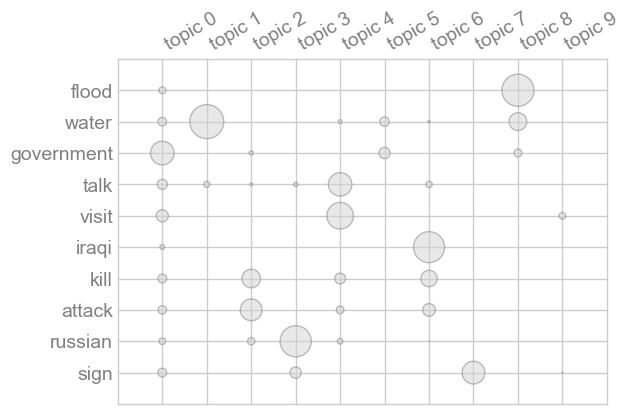 topic 0 topic 1 topic 2 topic 3 topic 4 topic 5 topic 6 topic 7 topic 8 topic 9
flood
water
government
talk
visit
iraqi
kill
attack
russian
sign